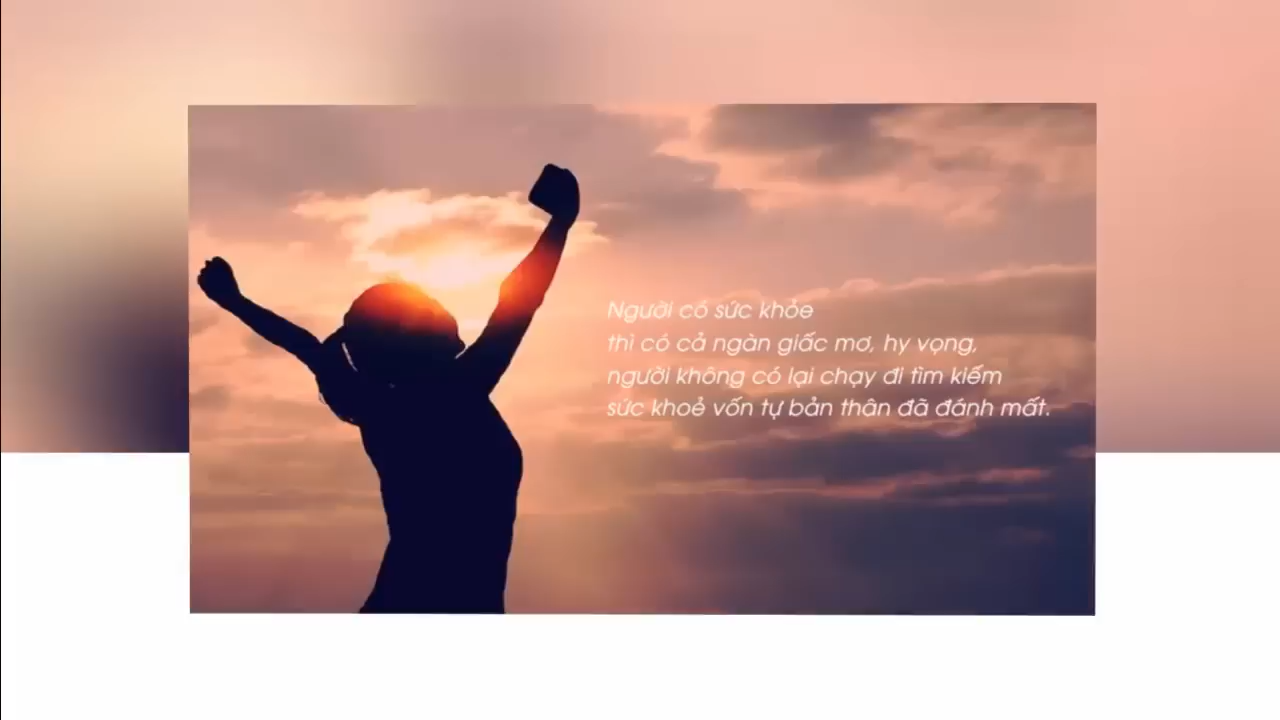 Người có sức khỏe
thì có cả ngàn giấc mơ, hy vọng,
người không có lại chạy đi tìm kiếm
sức khoẻ vốn tự bản thân đã đánh mất.